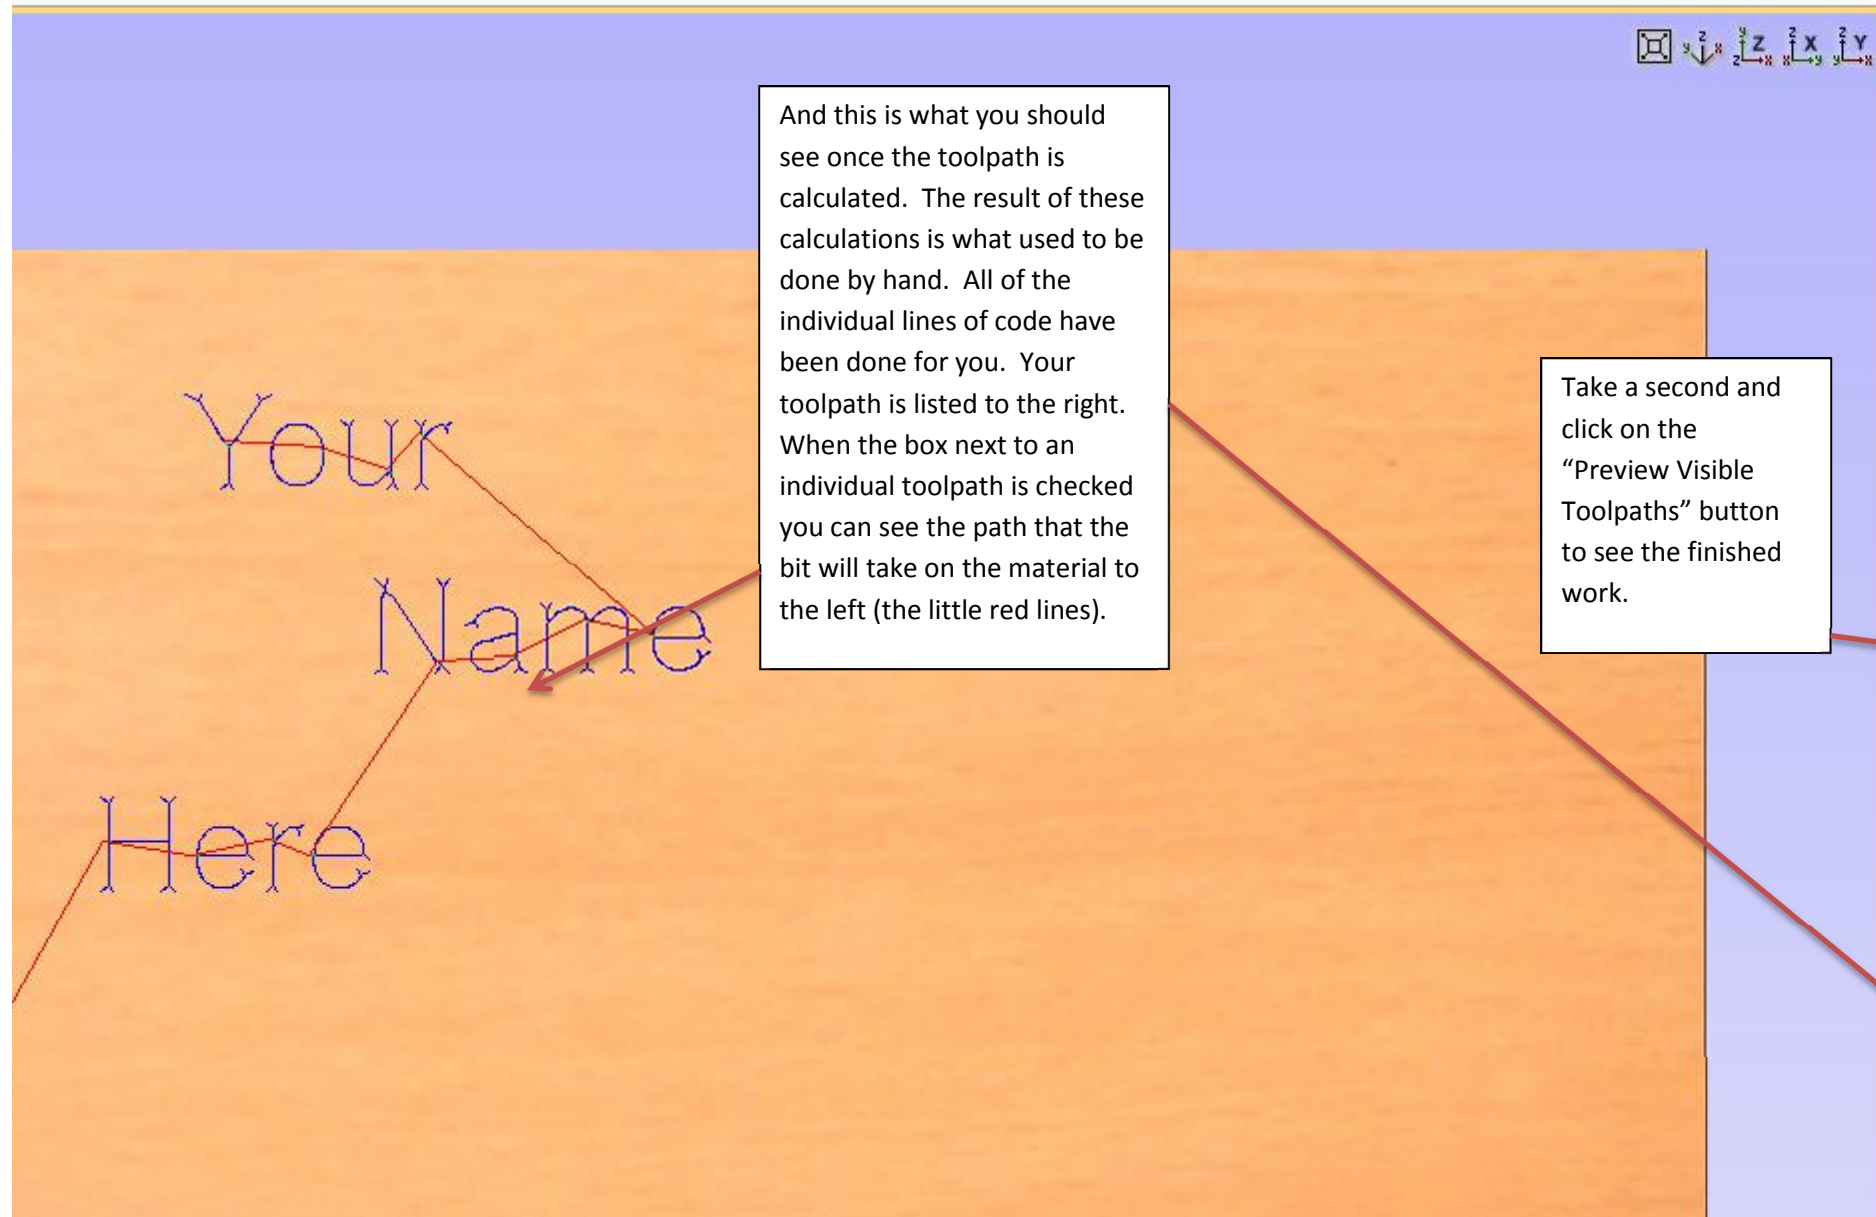 And this is what you should
see once the toolpath is
calculated.  The result of these
calculations is what used to be
done by hand.  All of the
individual lines of code have
been done for you.  Your
toolpath is listed to the right.
When the box next to an
individual toolpath is checked
you can see the path that the
bit will take on the material to
the left (the little red lines).
Take a second and
click on the
“Preview Visible
Toolpaths” button
to see the finished
work.
Your
Name
Here
y z x
y z x Z
z x y X
z y x Y